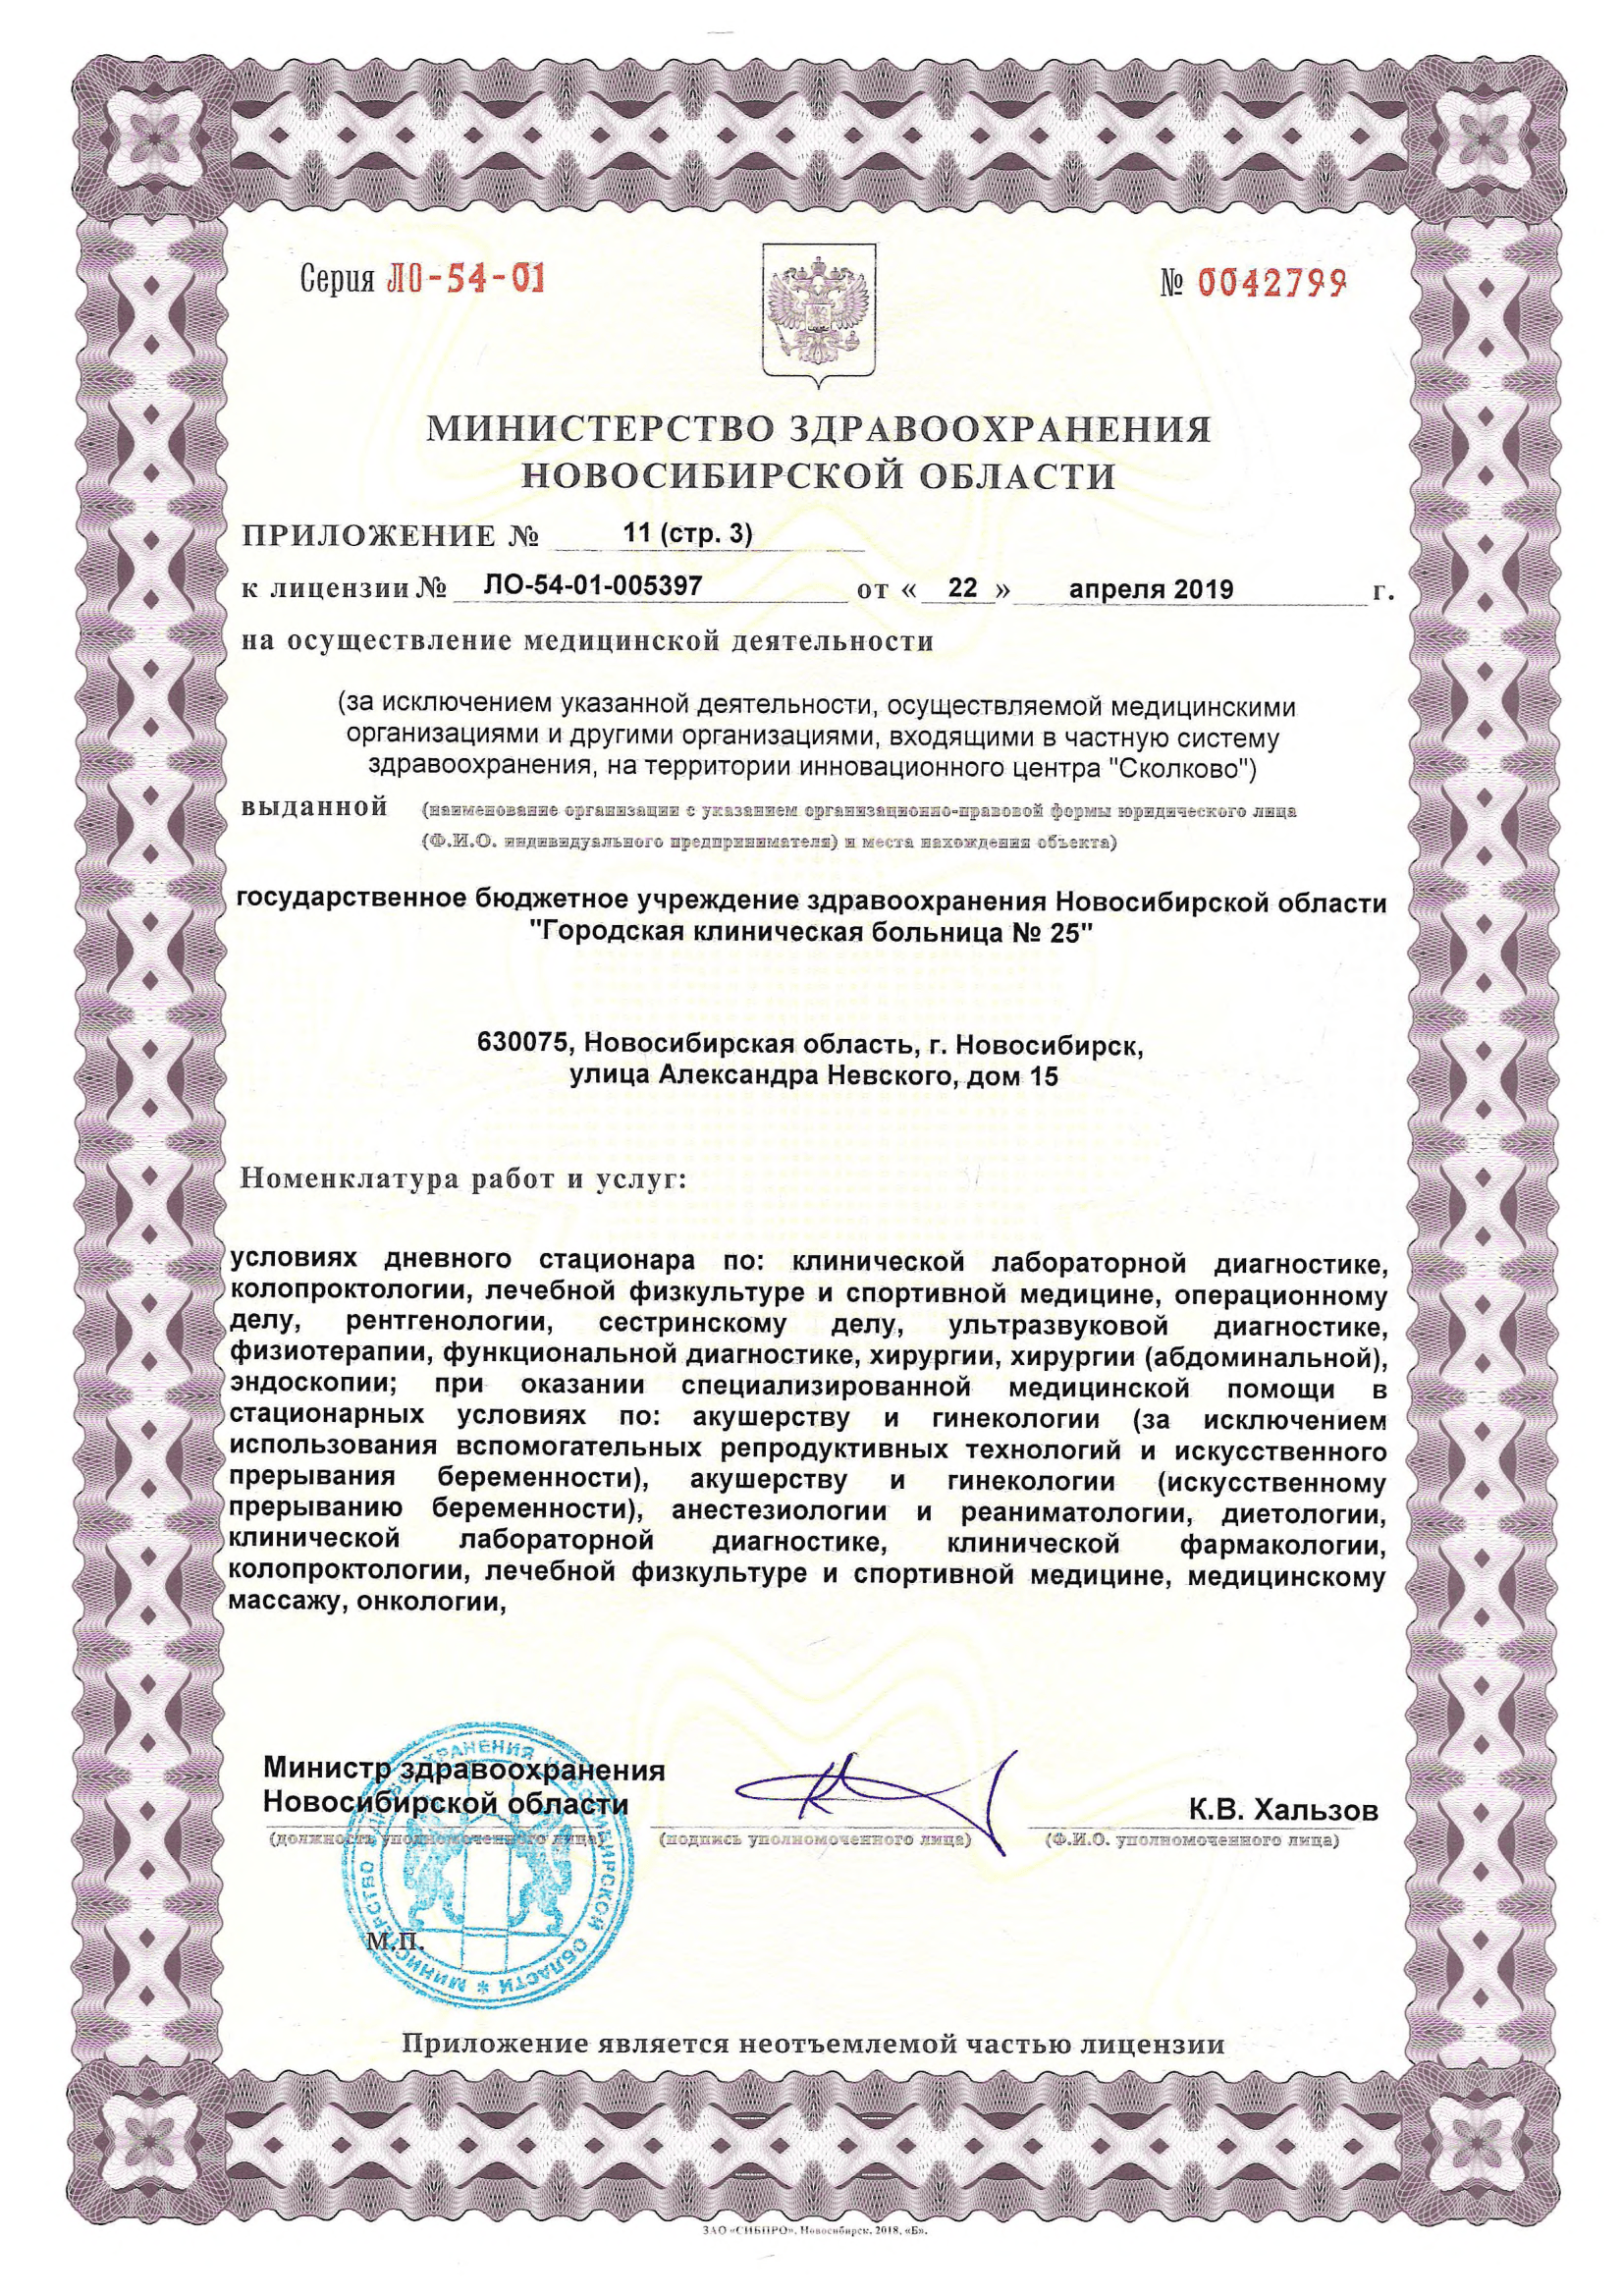 Серия ЛО-54-01
№ 0042799
МИНИСТЕРСТВО ЗДРАВООХРАНЕНИЯ
НОВОСИБИРСКОЙ ОБЛАСТИ
ПРИЛОЖЕНИЕ № 11 (стр. 3)
к лицензии № ЛО-54-01-005397 от « 22 » апреля 2019 г.
на осуществление медицинской деятельности
(за исключением указанной деятельности, осуществляемой медицинскими
организациями и другими организациями, входящими в частную систему
здравоохранения, на территории инновационного центра "Сколково")
выданной (наименование организации с указанием организационно-правовой формы юридического лица
(Ф.И.О. индивидуального предпринимателя) и места нахождения объекта)
государственное бюджетное учреждение здравоохранения Новосибирской области
"Городская клиническая больница № 25"
630075, Новосибирская область, г. Новосибирск,
улица Александра Невского, дом 15
Номенклатура работ и услуг:
условиях дневного стационара по: клинической лабораторной диагностике,
колопроктологии, лечебной физкультуре и спортивной медицине, операционному
делу, рентгенологии, сестринскому делу, ультразвуковой диагностике,
физиотерапии, функциональной диагностике, хирургии, хирургии (абдоминальной),
эндоскопии; при оказании специализированной медицинской помощи в
стационарных условиях по: акушерству и гинекологии (за исключением
использования вспомогательных репродуктивных технологий и искусственного
прерывания беременности), акушерству и гинекологии (искусственному
прерыванию беременности), анестезиологии и реаниматологии, диетологии,
клинической лабораторной диагностике, клинической фармакологии,
колопроктологии, лечебной физкультуре и спортивной медицине, медицинскому
массажу, онкологии,
Министр здравоохранения
Новосибирской области
К.В. Хальзов
(должность уполномоченного лица)
(подпись уполномоченного лица)
(Ф.И.О. уполномоченного лица)
МИНИСТЕРСТВО ЗДРАВООХРАНЕНИЯ НОВОСИБИРСКОЙ ОБЛАСТИ *
М.П.
Приложение является неотъемлемой частью лицензии
ЗАО «СИБПРО», Новосибирск, 2018, «Б».